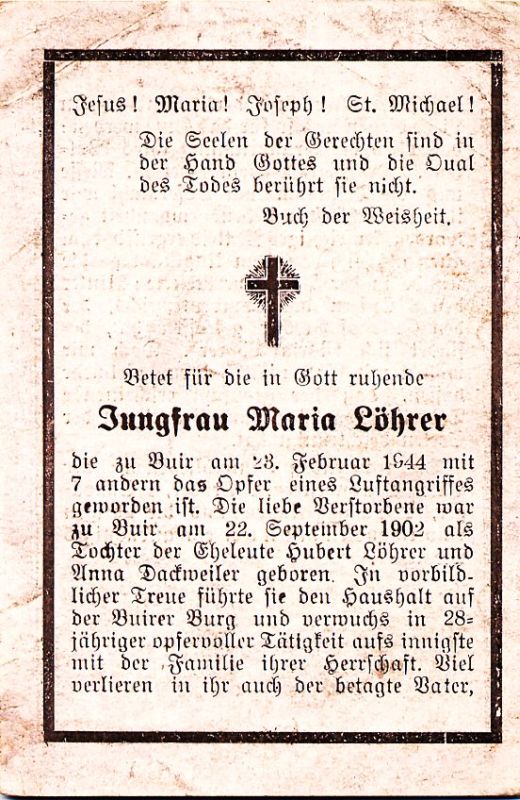 Jesus! Maria! Joseph! St. Michael!
Die Seelen der Gerechten sind in
der Hand Gottes und die Qual
des Todes berührt sie nicht.
Buch der Weisheit.
Betet für die in Gott ruhende
Jungfrau Maria Löhrer
die zu Buir am 23. Februar 1944 mit
7 andern das Opfer eines Luftangriffes
geworden ist. Die liebe Verstorbene war
zu Buir am 22. September 1902 als
Tochter der Eheleute Hubert Löhrer und
Anna Dackweiler geboren. In vorbild-
licher Treue führte sie den Haushalt auf
der Buirer Burg und verwuchs in 28-
jähriger opfervoller Tätigkeit aufs innigste
mit der Familie ihrer Herrschaft. Viel
verlieren in ihr auch der betagte Vater,